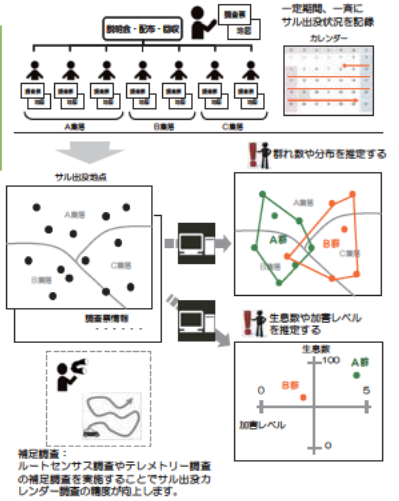 説明会・配布・回収
調査票
地図
一定期間、一斉に
サル出没状況を記録
カレンダー
調査票
地図
調査票
地図
調査票
地図
調査票
地図
調査票
地図
調査票
地図
調査票
地図
A集落
B集落
C集落
群れ数や分布を推定する
サル出没地点
A集落
B集落
C集落
調査票情報
・・・・・・
A集落
A群
B群
B集落
C集落
生息数や加害レベル
を推定する
生息数
100
A群
B群
0
5
加害レベル
0
補足調査：
ルートセンサス調査やテレメトリー調査
の補足調査を実施することでサル出没カ
レンダー調査の精度が向上します。